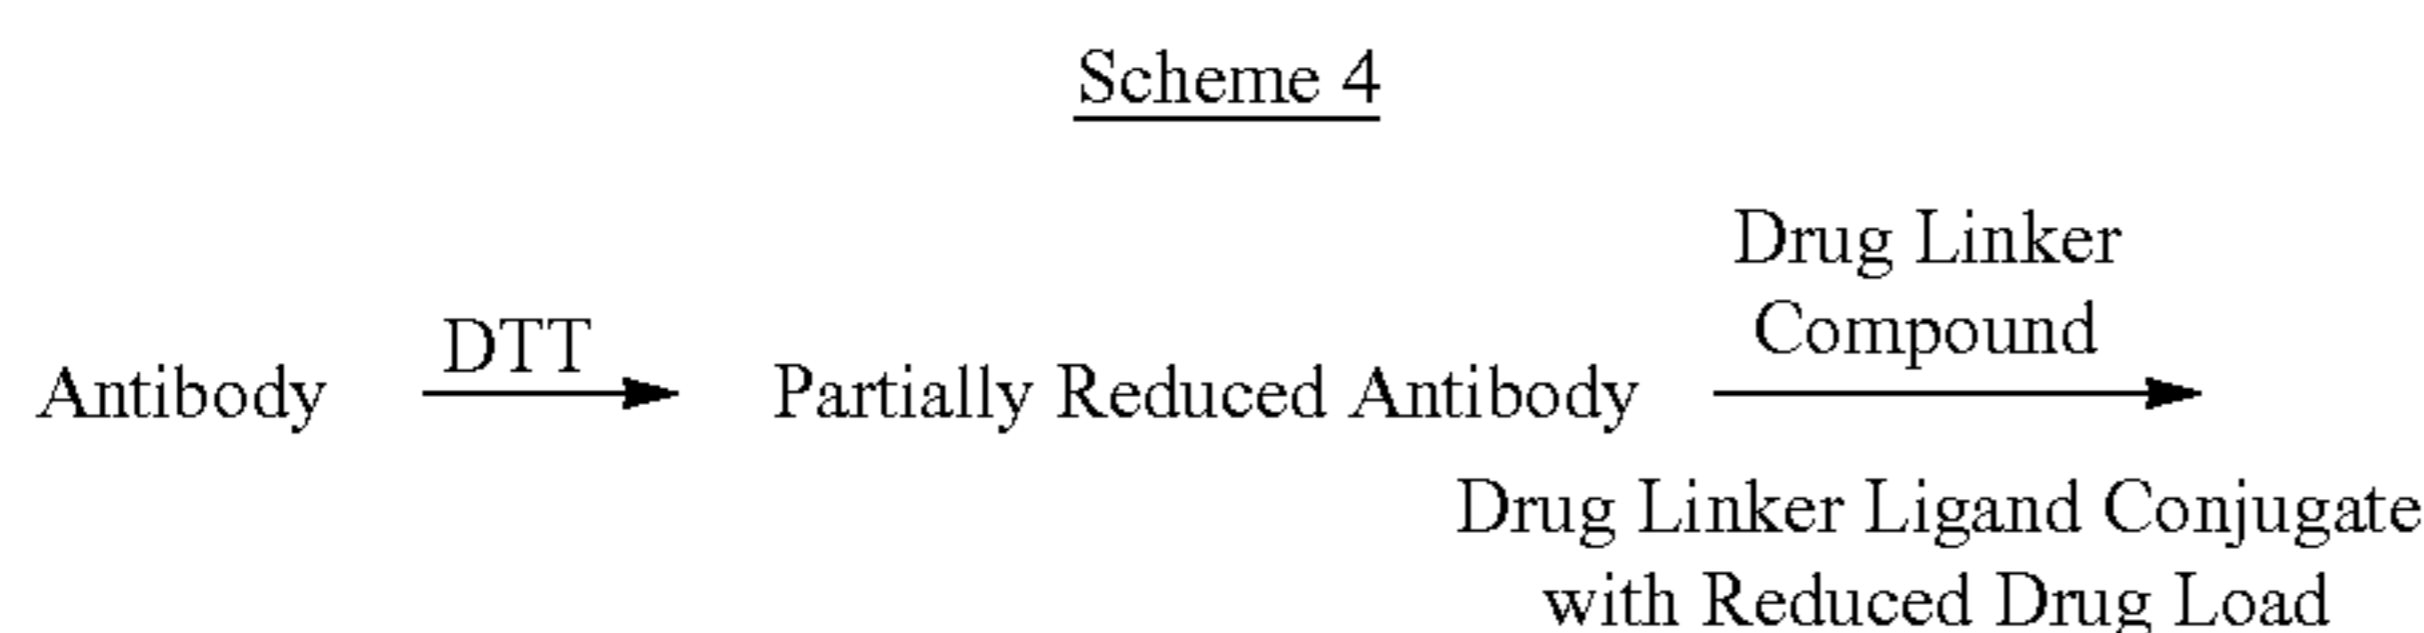 Scheme 4
Drug Linker
Compound
DTT
Antibody
Partially Reduced Antibody
Drug Linker Ligand Conjugate
with Reduced Drug Load